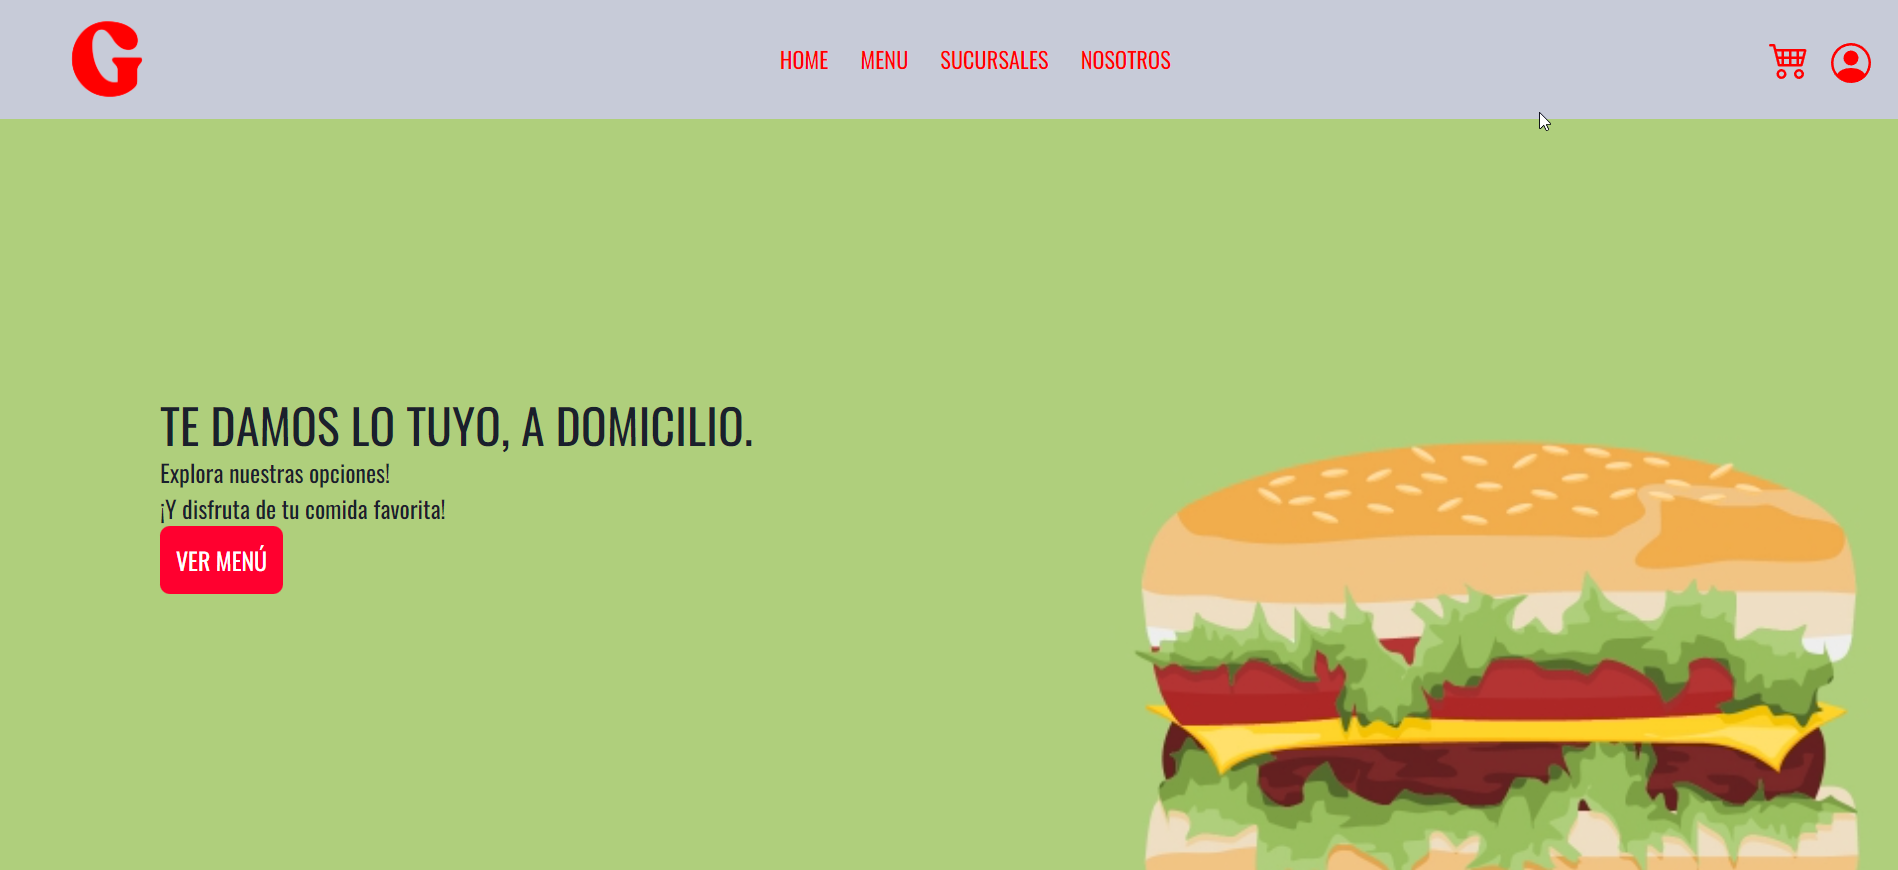 G
HOME MENU SUCURSALES NOSOTROS
TE DAMOS LO TUYO, A DOMICILIO.
Explora nuestras opciones!
¡Y disfruta de tu comida favorita!
VER MENÚ